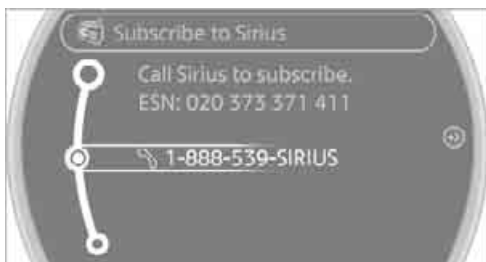 Subscribe to Sirius
Call Sirius to subscribe.
ESN: 020 373 371 411
1-888-539-SIRIUS